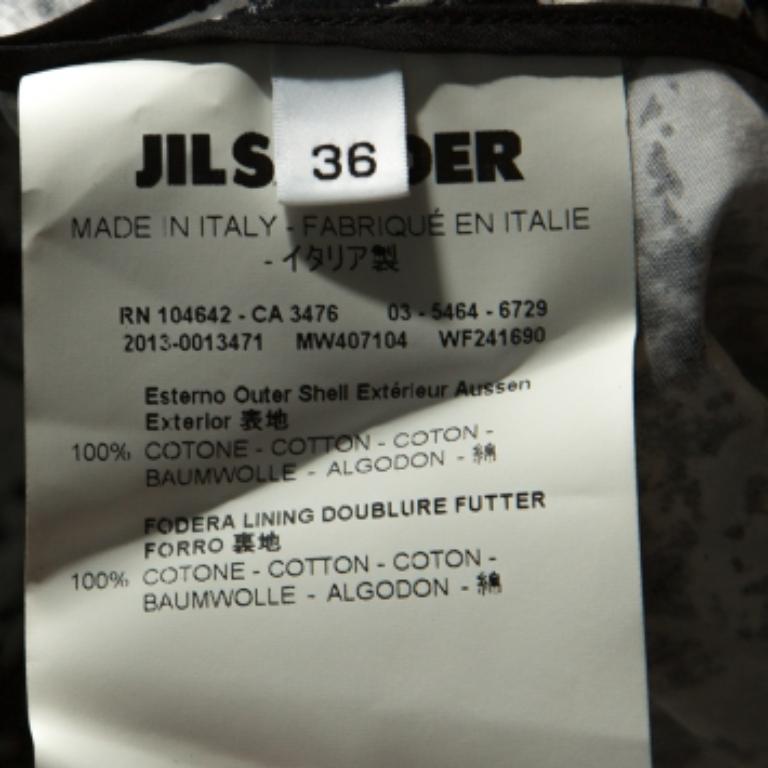 JIL S DER
36
MADE IN ITALY - FABRIQUÉ EN ITALIE
- イタリア製
RN 104642 - CA 3476 03 - 5464 - 6729
2013-0013471 MW407104 WF241690
Esterno Outer Shell Extérieur Aussen
Exterior 表地
100% COTONE - COTTON - COTON -
BAUMWOLLE - ALGODON - 綿
FODERA LINING DOUBLURE FUTTER
FORRO 裏地
100% COTONE - COTTON - COTON -
BAUMWOLLE - ALGODON - 綿